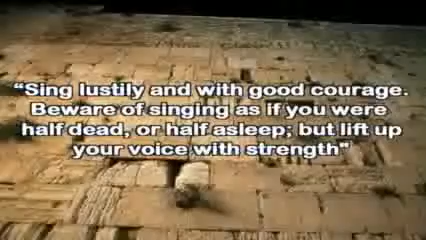 “Sing lustily and with good courage.
Beware of singing as if you were
half dead, or half asleep; but lift up
your voice with strength"